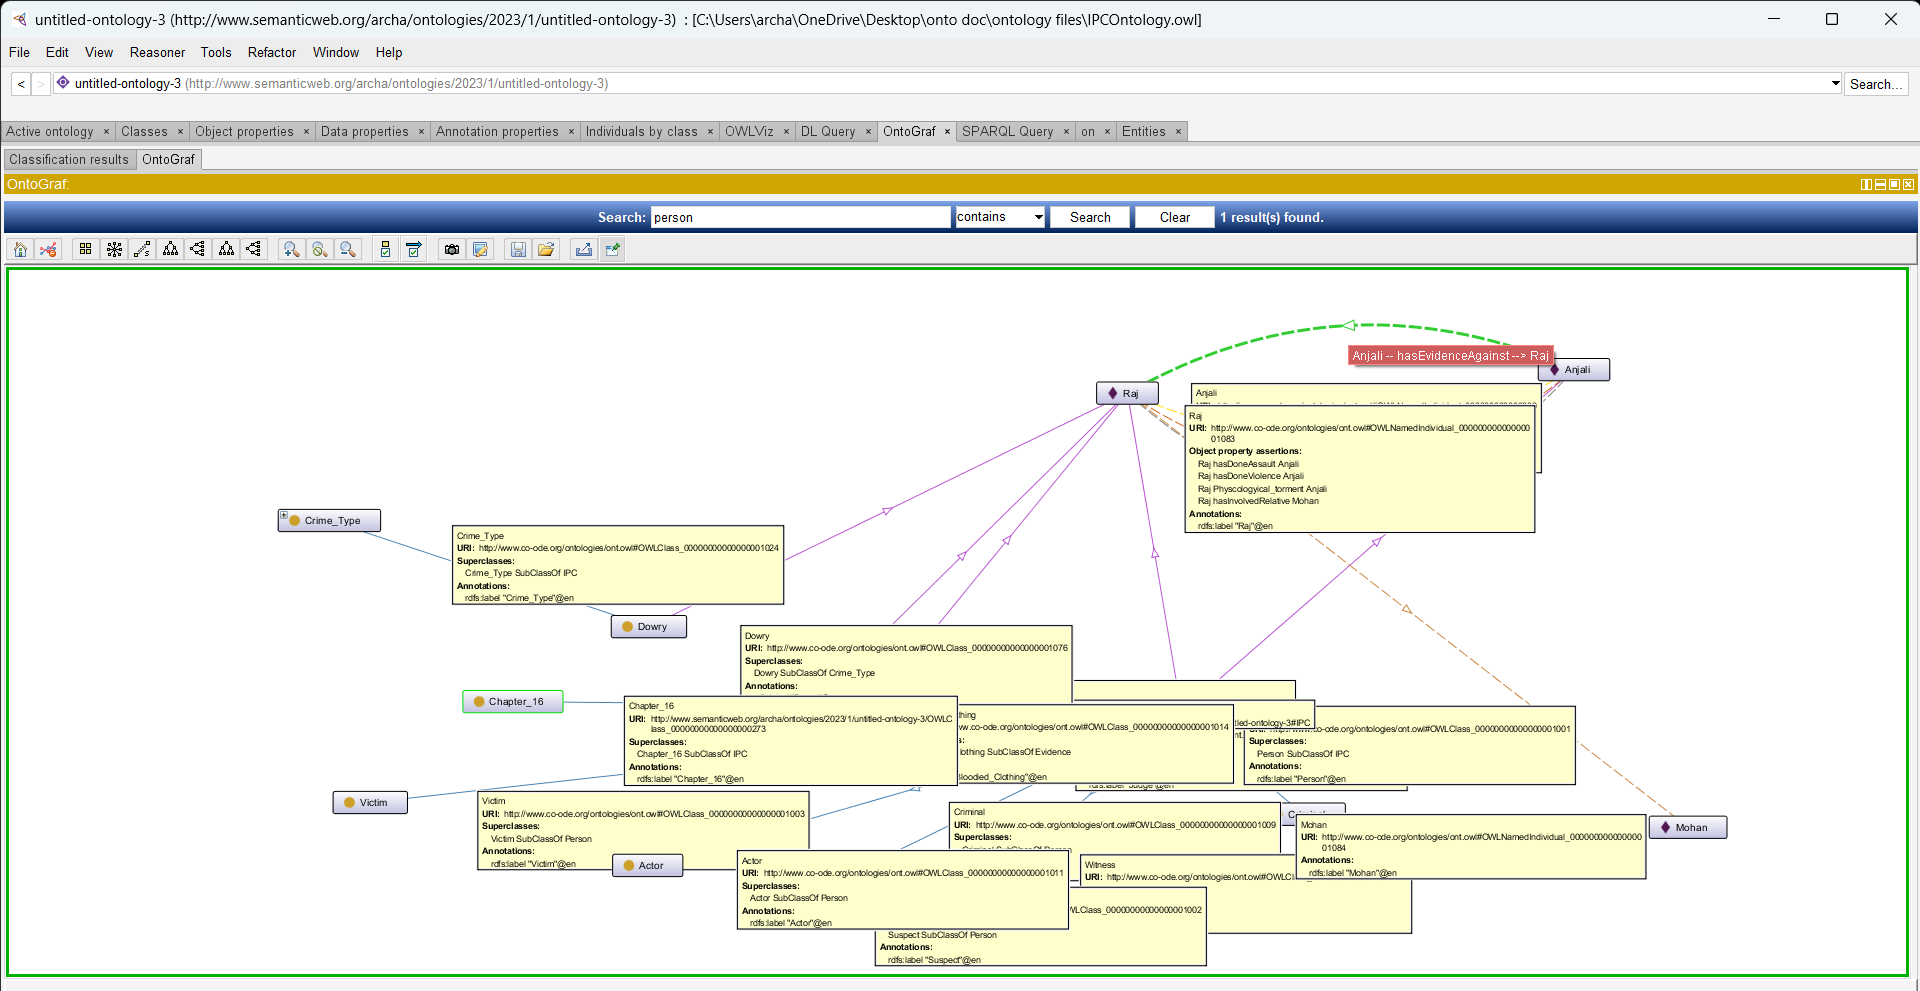 untitled-ontology-3 (http://www.semanticweb.org/archa/ontologies/2023/1/untitled-ontology-3) : [C:\Users\archa\OneDrive\Desktop\onto doc\ontology files\IPCOntology.owl]
File Edit View Reasoner Tools Refactor Window Help
< > untitled-ontology-3 (http://www.semanticweb.org/archa/ontologies/2023/1/untitled-ontology-3) Search...
Active ontology × Classes × Object properties × Data properties × Annotation properties × Individuals by class × OWLViz × DL Query × OntoGraf × SPARQL Query × on × Entities ×
Classification results OntoGraf
OntoGraf:
Search: person contains Search Clear 1 result(s) found.
Anjali -- hasEvidenceAgainst --> Raj
Anjali
Raj
Anjali
Raj
URI: http://www.co-ode.org/ontologies/ont.owl#OWLNamedIndividual_000000000000000
01083
Object property assertions:
Raj hasDoneAssault Anjali
Raj hasDoneViolence Anjali
Raj Physcologyical_torment Anjali
Raj hasInvolvedRelative Mohan
Annotations:
rdfs:label "Raj"@en
Crime_Type
Crime_Type
URI: http://www.co-ode.org/ontologies/ont.owl#OWLClass_00000000000000001024
Superclasses:
Crime_Type SubClassOf IPC
Annotations:
rdfs:label "Crime_Type"@en
Dowry
Dowry
URI: http://www.co-ode.org/ontologies/ont.owl#OWLClass_00000000000000001076
Superclasses:
Dowry SubClassOf Crime_Type
Annotations:
Chapter_16
Chapter_16
URI: http://www.semanticweb.org/archa/ontologies/2023/1/untitled-ontology-3/OWLC
lass_00000000000000000273
Superclasses:
Chapter_16 SubClassOf IPC
Annotations:
rdfs:label "Chapter_16"@en
thing
ww.co-ode.org/ontologies/ont.owl#OWLClass_00000000000000001014
s:
lothing SubClassOf Evidence
Bloodied_Clothing"@en
tled-ontology-3#IPC
nt.
co-ode.org/ontologies/ont.owl#OWLClass_00000000000000001001
Superclasses:
Person SubClassOf IPC
Annotations:
rdfs:label "Person"@en
rdfs:label "Judge"@en
Victim
Victim
URI: http://www.co-ode.org/ontologies/ont.owl#OWLClass_00000000000000001003
Superclasses:
Victim SubClassOf Person
Annotations:
rdfs:label "Victim"@en
Criminal
URI: http://www.co-ode.org/ontologies/ont.owl#OWLClass_00000000000000001009
Superclasses:
Criminal SubClassOf Person
Mohan
URI: http://www.co-ode.org/ontologies/ont.owl#OWLNamedIndividual_000000000000000
01084
Annotations:
rdfs:label "Mohan"@en
Mohan
Actor
Actor
URI: http://www.co-ode.org/ontologies/ont.owl#OWLClass_00000000000000001011
Superclasses:
Actor SubClassOf Person
Annotations:
rdfs:label "Actor"@en
Witness
URI: http://www.co-ode.org/ontologies/ont.owl#OWLCl
WLClass_00000000000000001002
Suspect SubClassOf Person
Annotations:
rdfs:label "Suspect"@en